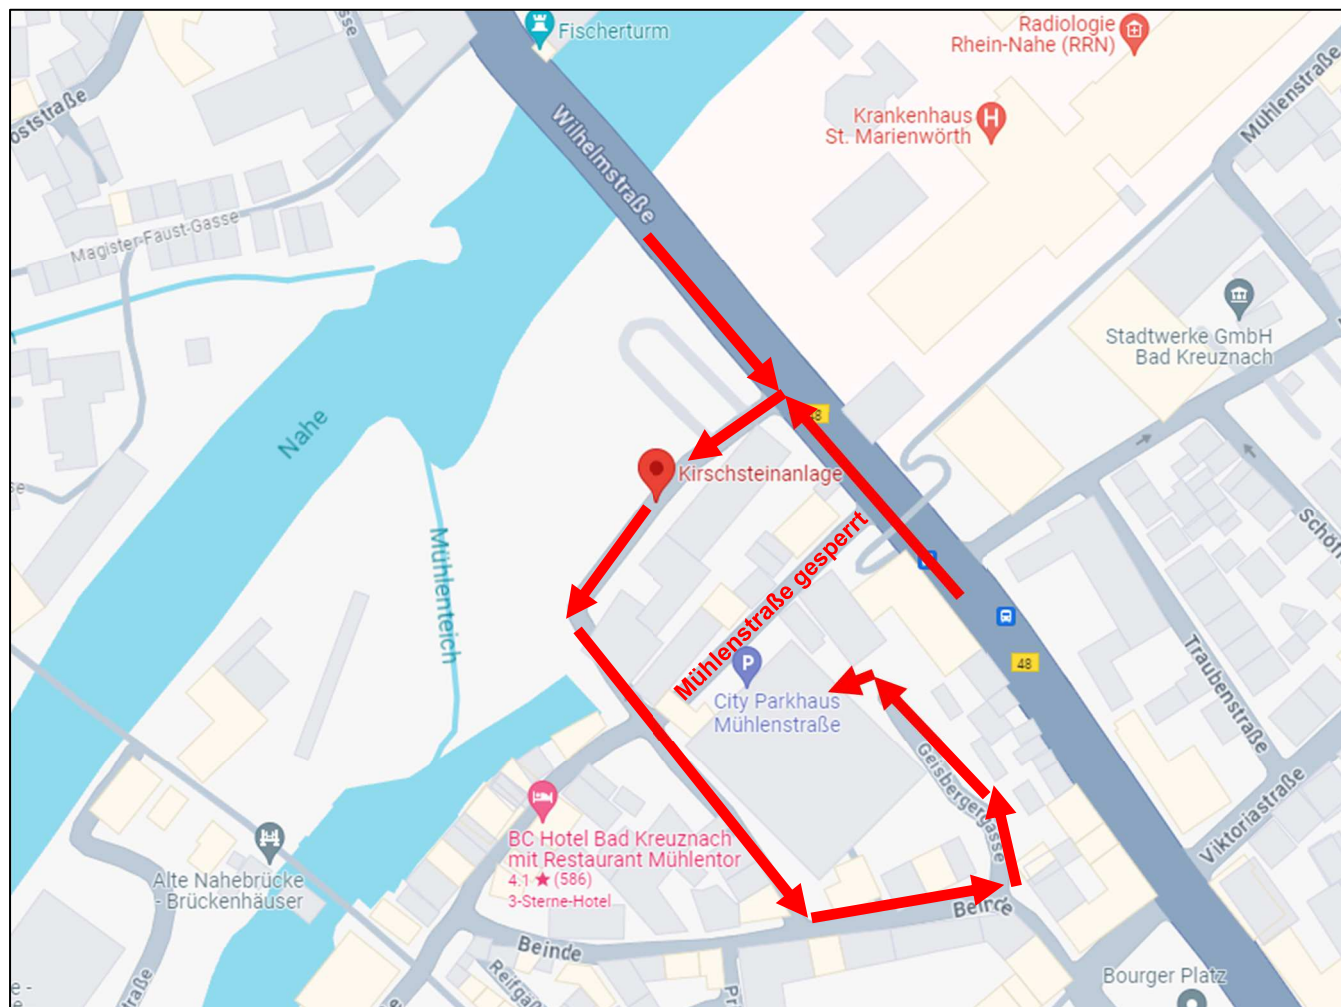 Fischerturm
Radiologie
Rhein-Nahe (RRN)
Wilhelmstraße
Krankenhaus
St. Marienwörth
Mühlenstraße
Magister-Faust-Gasse
Stadtwerke GmbH
Bad Kreuznach
Nahe
48
Kirschsteinanlage
Mühlenteich
Mühlenstraße gesperrt
P
City Parkhaus
Mühlenstraße
48
Traubenstraße
Geisbergergasse
Viktoriastraße
BC Hotel Bad Kreuznach
mit Restaurant Mühlentor
4.1 ★ (586)
3-Sterne-Hotel
Alte Nahebrücke
- Brückenhäuser
Beinde
Beinde
Bourger Platz